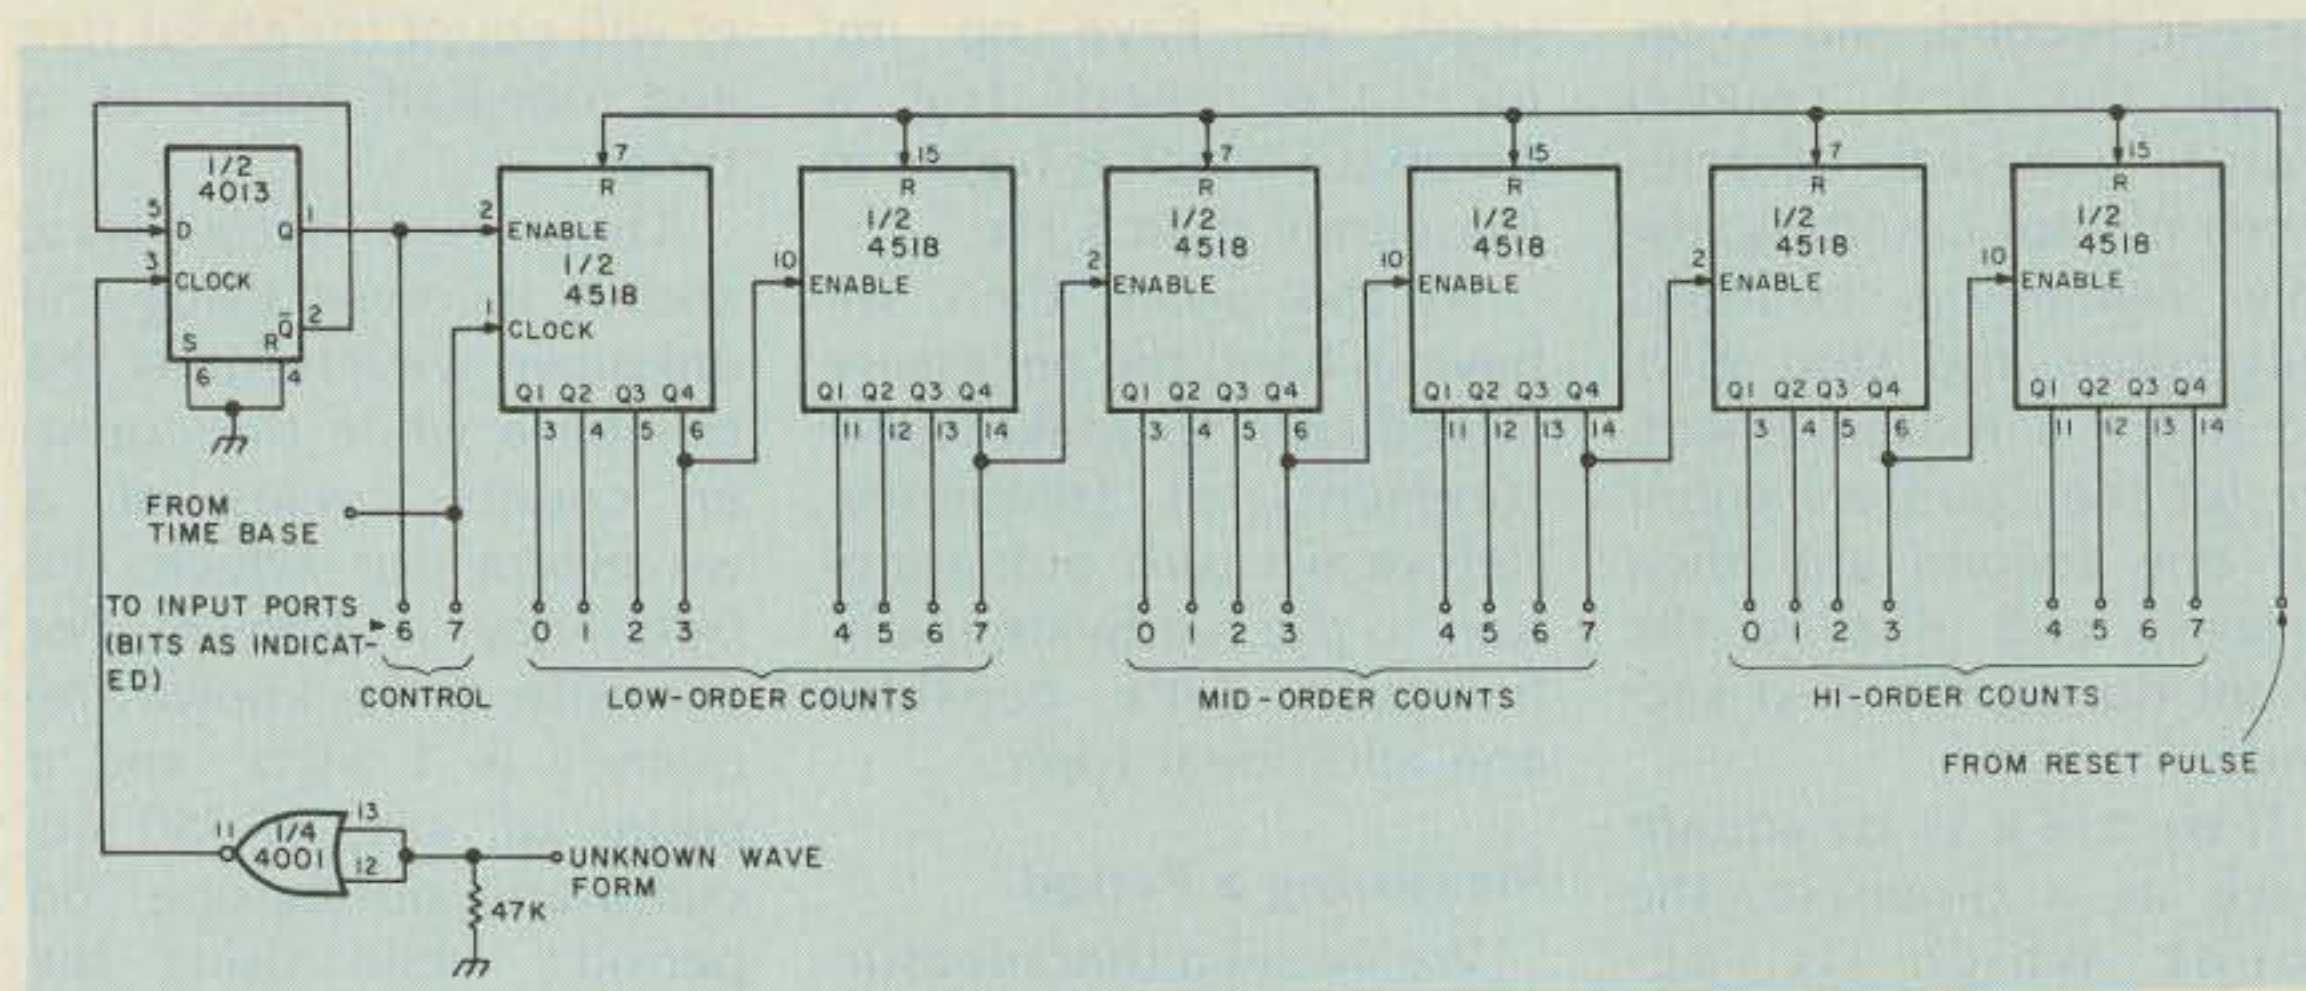 1/2
4013
5
D
Q
1
3
CLOCK
Q
2
S
R
6
4
7
R
2
ENABLE
1/2
4518
1
CLOCK
Q1 Q2 Q3 Q4
3
4
5
6
15
R
1/2
4518
10
ENABLE
Q1 Q2 Q3 Q4
11
12
13
14
7
R
1/2
4518
2
ENABLE
Q1 Q2 Q3 Q4
3
4
5
6
15
R
1/2
4518
10
ENABLE
Q1 Q2 Q3 Q4
11
12
13
14
7
R
1/2
4518
2
ENABLE
Q1 Q2 Q3 Q4
3
4
5
6
15
R
1/2
4518
10
ENABLE
Q1 Q2 Q3 Q4
11
12
13
14
FROM
TIME BASE
TO INPUT PORTS
(BITS AS INDICAT-
ED)
6 7
0 1 2 3
4 5 6 7
0 1 2 3
4 5 6 7
0 1 2 3
4 5 6 7
CONTROL
LOW-ORDER COUNTS
MID-ORDER COUNTS
HI-ORDER COUNTS
FROM RESET PULSE
11
1/4
4001
13
12
UNKNOWN WAVE
FORM
47K